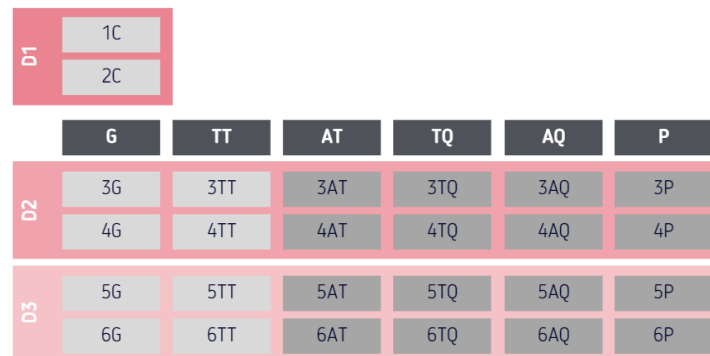 D1
1C
2C
G TT AT TQ AQ P
D2
3G 3TT 3AT 3TQ 3AQ 3P
4G 4TT 4AT 4TQ 4AQ 4P
D3
5G 5TT 5AT 5TQ 5AQ 5P
6G 6TT 6AT 6TQ 6AQ 6P